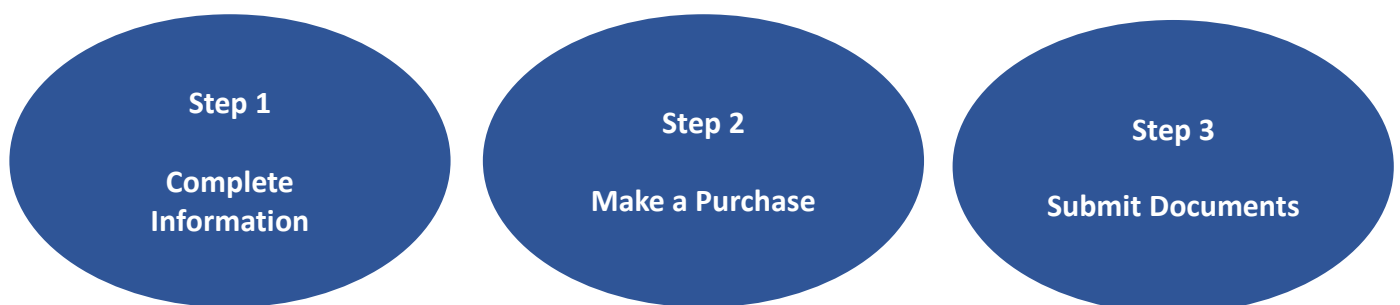 Step 1
Complete
Information
Step 2
Make a Purchase
Step 3
Submit Documents